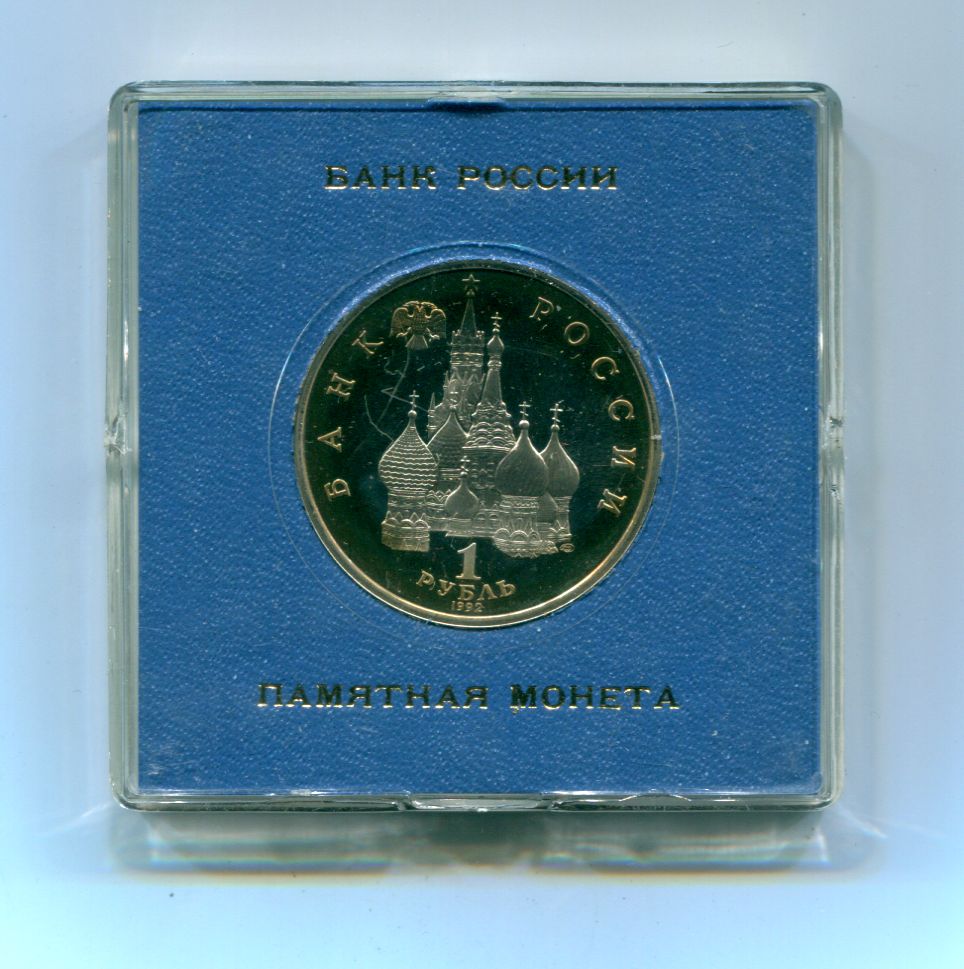 БАНК РОССИИ
БАНК РОССИИ
1
РУБЛЬ
1992
ПАМЯТНАЯ МОНЕТА